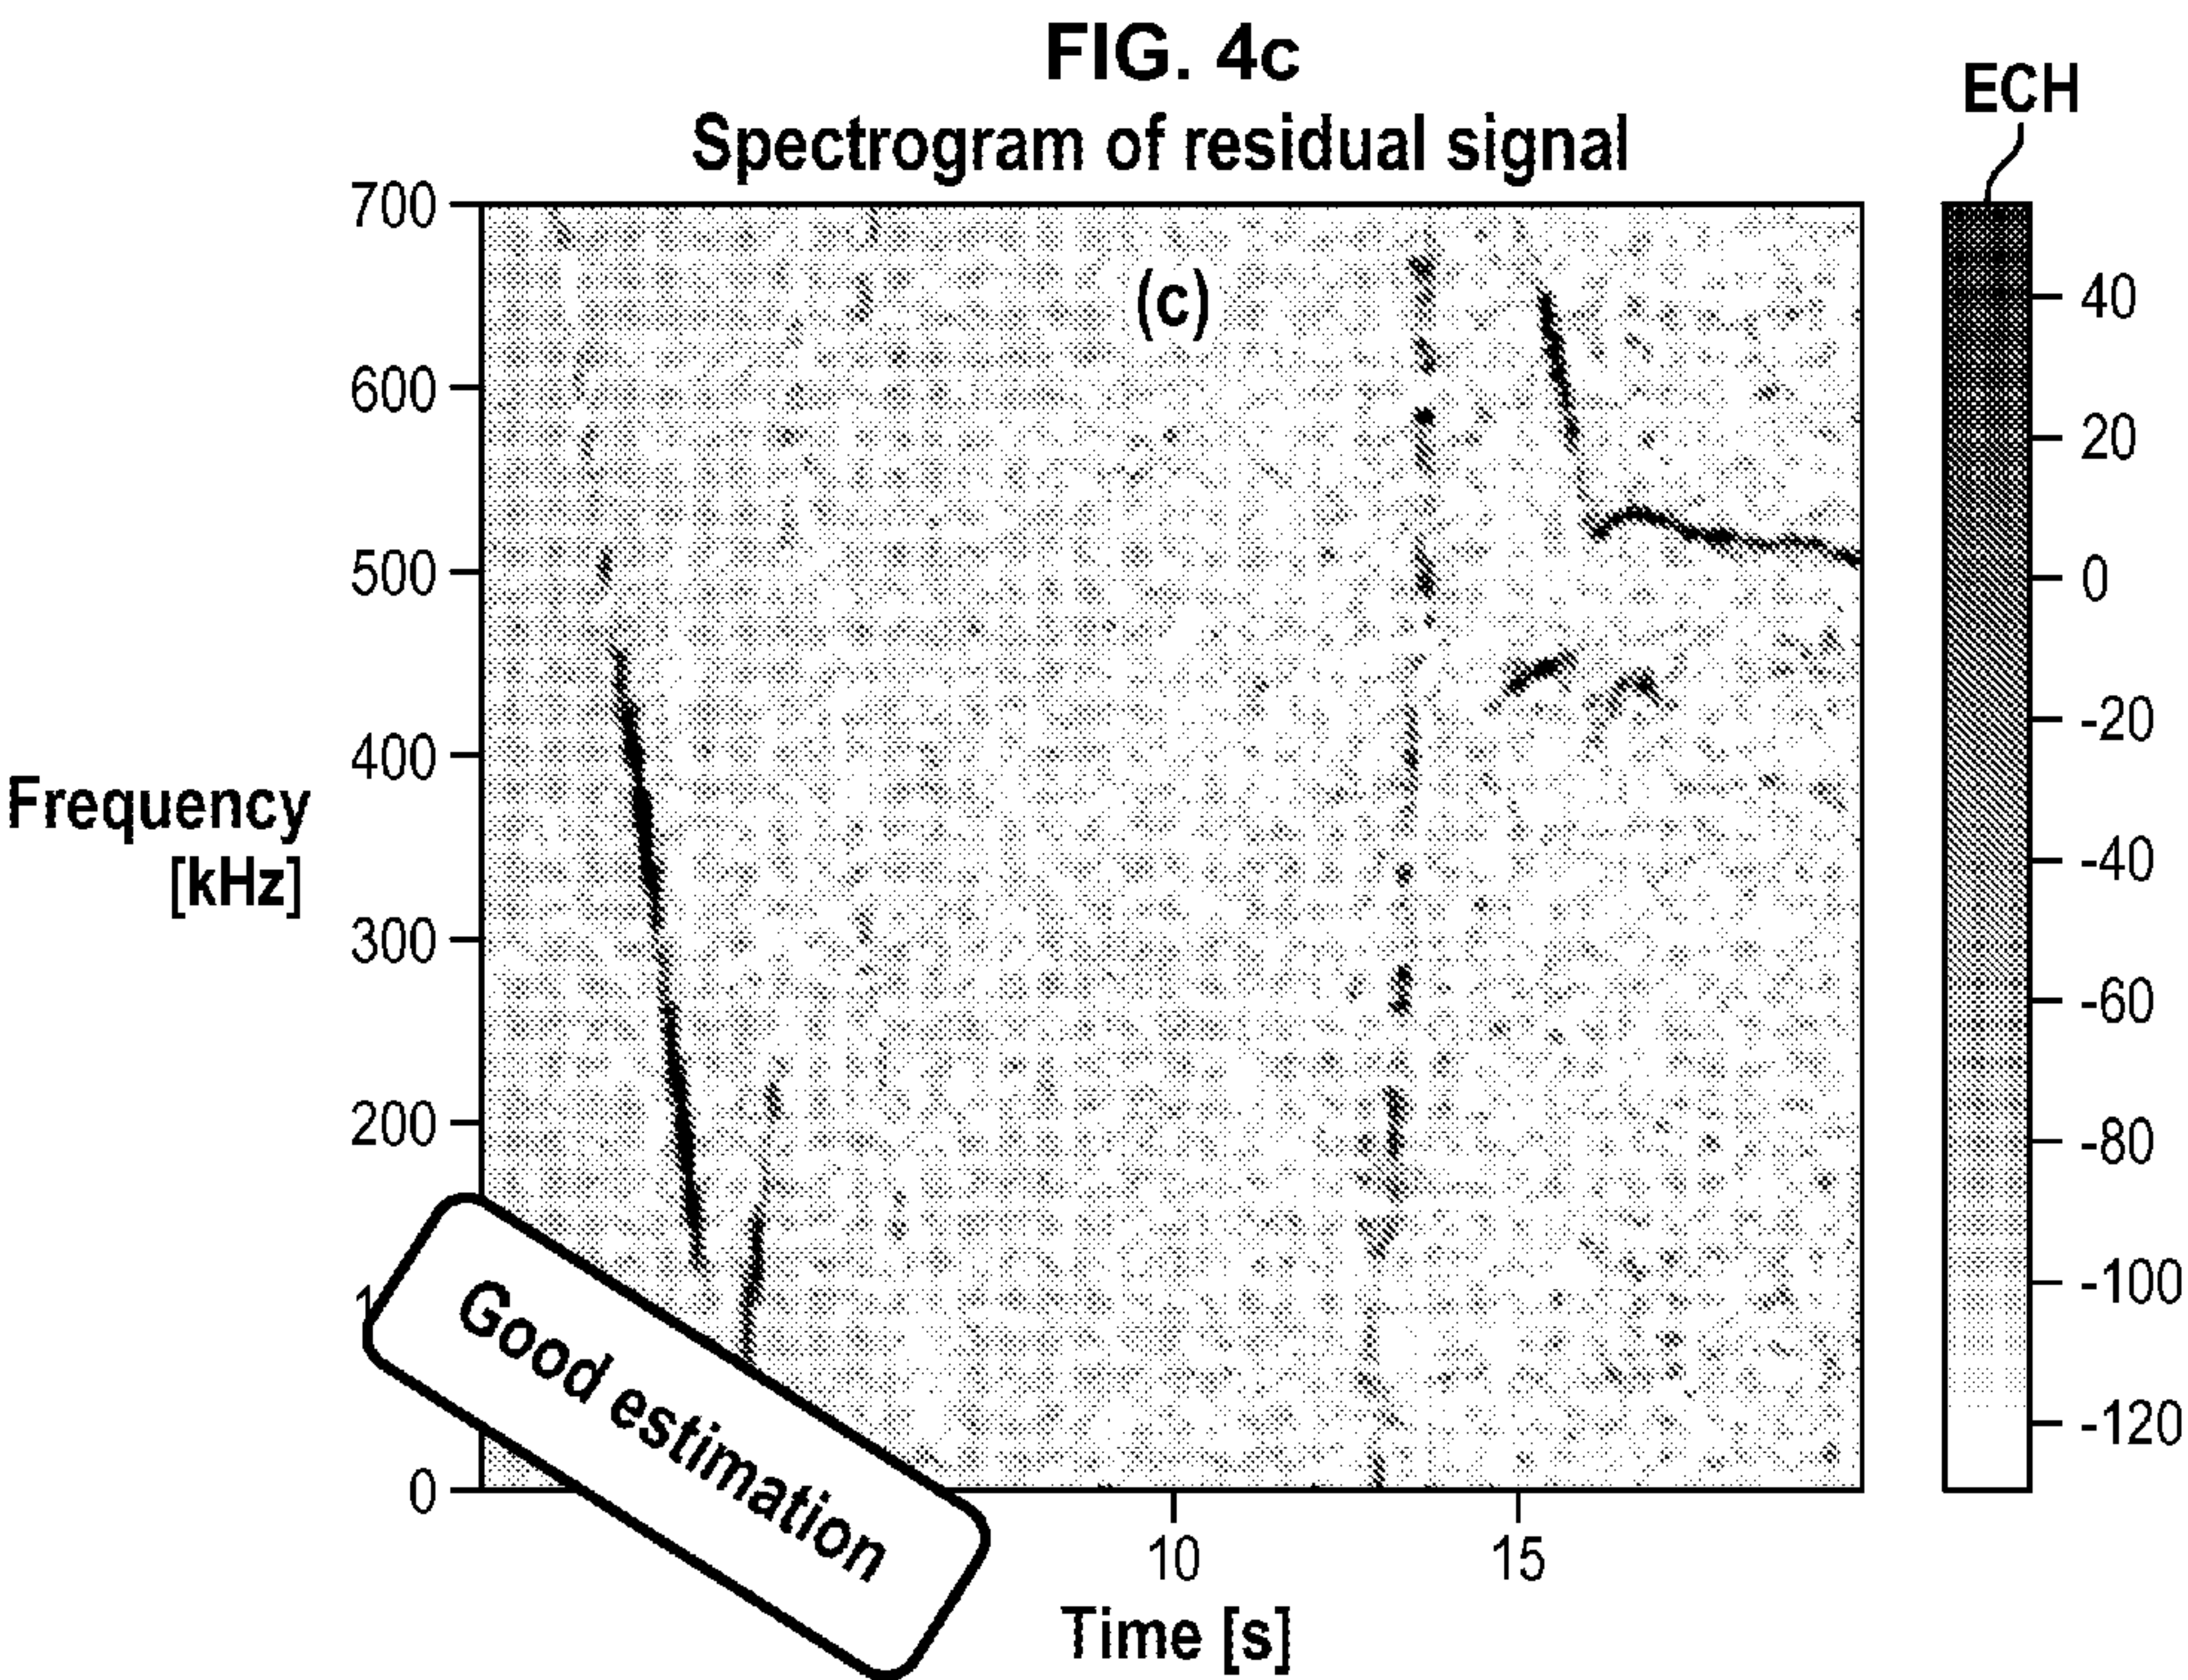 FIG. 4c
Spectrogram of residual signal
ECH
(c)
700
600
500
400
300
200
1
0
Frequency
[kHz]
Good estimation
10
15
Time [s]
40
20
0
-20
-40
-60
-80
-100
-120